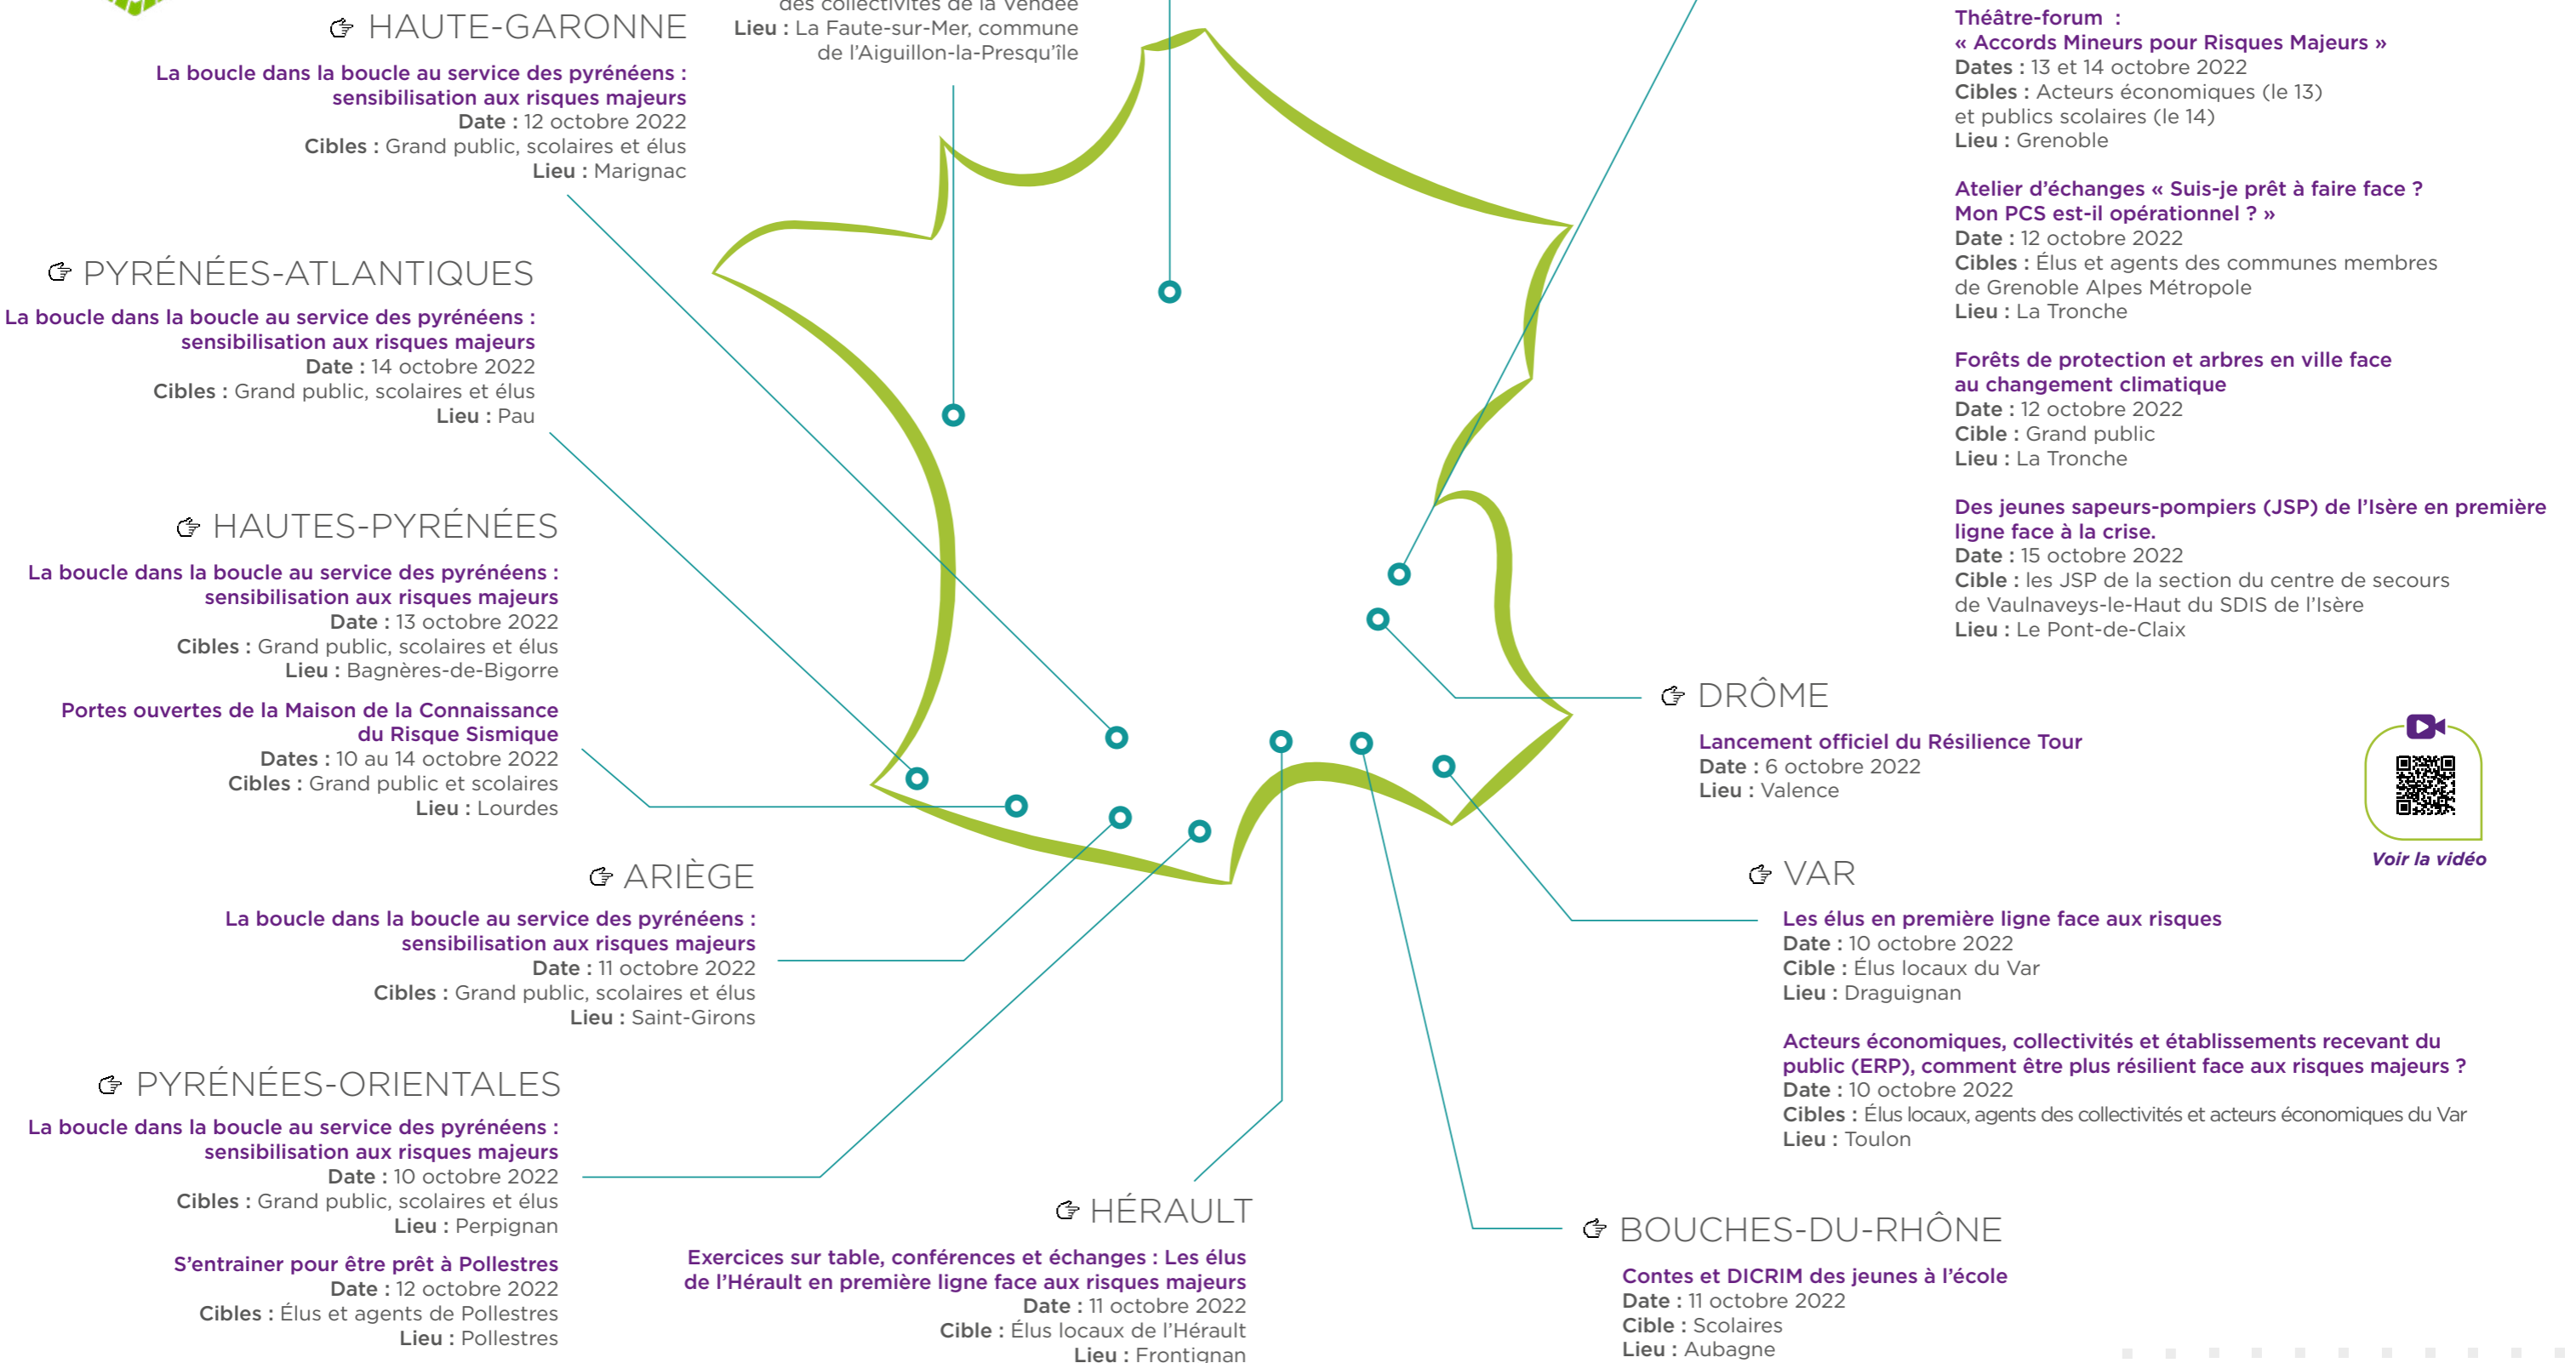 des collectivités de la Vendée
Lieu : La Faute-sur-Mer, commune
de l'Aiguillon-la-Presqu'île
HAUTE-GARONNE
La boucle dans la boucle au service des pyrénéens :
sensibilisation aux risques majeurs
Date : 12 octobre 2022
Cibles : Grand public, scolaires et élus
Lieu : Marignac
PYRÉNÉES-ATLANTIQUES
La boucle dans la boucle au service des pyrénéens :
sensibilisation aux risques majeurs
Date : 14 octobre 2022
Cibles : Grand public, scolaires et élus
Lieu : Pau
HAUTES-PYRÉNÉES
La boucle dans la boucle au service des pyrénéens :
sensibilisation aux risques majeurs
Date : 13 octobre 2022
Cibles : Grand public, scolaires et élus
Lieu : Bagnères-de-Bigorre
Portes ouvertes de la Maison de la Connaissance
du Risque Sismique
Dates : 10 au 14 octobre 2022
Cibles : Grand public et scolaires
Lieu : Lourdes
ARIÈGE
La boucle dans la boucle au service des pyrénéens :
sensibilisation aux risques majeurs
Date : 11 octobre 2022
Cibles : Grand public, scolaires et élus
Lieu : Saint-Girons
PYRÉNÉES-ORIENTALES
La boucle dans la boucle au service des pyrénéens :
sensibilisation aux risques majeurs
Date : 10 octobre 2022
Cibles : Grand public, scolaires et élus
Lieu : Perpignan
S'entrainer pour être prêt à Pollestres
Date : 12 octobre 2022
Cibles : Élus et agents de Pollestres
Lieu : Pollestres
HÉRAULT
Exercices sur table, conférences et échanges : Les élus
de l'Hérault en première ligne face aux risques majeurs
Date : 11 octobre 2022
Cible : Élus locaux de l'Hérault
Lieu : Frontignan
Théâtre-forum :
« Accords Mineurs pour Risques Majeurs »
Dates : 13 et 14 octobre 2022
Cibles : Acteurs économiques (le 13)
et publics scolaires (le 14)
Lieu : Grenoble
Atelier d'échanges « Suis-je prêt à faire face ?
Mon PCS est-il opérationnel ? »
Date : 12 octobre 2022
Cibles : Élus et agents des communes membres
de Grenoble Alpes Métropole
Lieu : La Tronche
Forêts de protection et arbres en ville face
au changement climatique
Date : 12 octobre 2022
Cible : Grand public
Lieu : La Tronche
Des jeunes sapeurs-pompiers (JSP) de l'Isère en première
ligne face à la crise.
Date : 15 octobre 2022
Cible : les JSP de la section du centre de secours
de Vaulnaveys-le-Haut du SDIS de l'Isère
Lieu : Le Pont-de-Claix
DRÔME
Lancement officiel du Résilience Tour
Date : 6 octobre 2022
Lieu : Valence
Voir la vidéo
VAR
Les élus en première ligne face aux risques
Date : 10 octobre 2022
Cible : Élus locaux du Var
Lieu : Draguignan
Acteurs économiques, collectivités et établissements recevant du
public (ERP), comment être plus résilient face aux risques majeurs ?
Date : 10 octobre 2022
Cibles : Élus locaux, agents des collectivités et acteurs économiques du Var
Lieu : Toulon
BOUCHES-DU-RHÔNE
Contes et DICRIM des jeunes à l'école
Date : 11 octobre 2022
Cible : Scolaires
Lieu : Aubagne